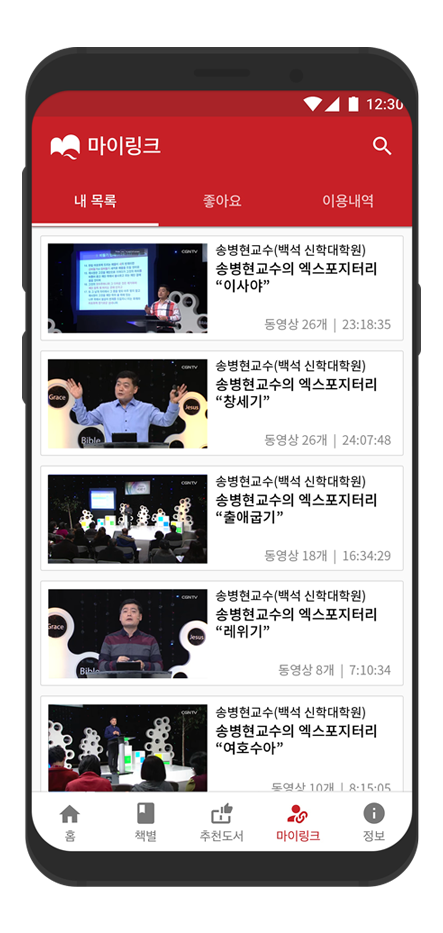 12:30
마이링크
내 목록
좋아요
이용내역
CGNTV
송병현교수(백석 신학대학원)
송병현교수의 엑스포지터리
“이사야”
동영상 26개 | 23:18:35
CGNTV
Grace
Jesus
Bible
송병현교수(백석 신학대학원)
송병현교수의 엑스포지터리
“창세기”
동영상 26개 | 24:07:48
CGNTV
송병현교수(백석 신학대학원)
송병현교수의 엑스포지터리
“출애굽기”
동영상 18개 | 16:34:29
CGNTV
Grace
Jesus
Bible
송병현교수(백석 신학대학원)
송병현교수의 엑스포지터리
“레위기”
동영상 8개 | 7:10:34
CGNTV
송병현교수(백석 신학대학원)
송병현교수의 엑스포지터리
“여호수아”
동영상 10개 | 8:15:05
홈
책별
추천도서
마이링크
정보